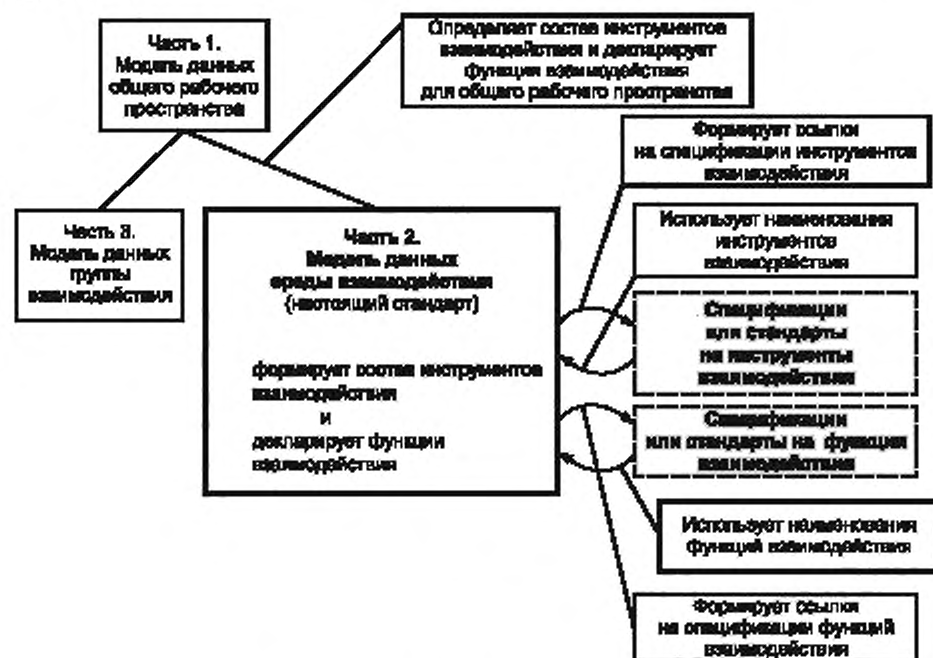 Часть 1.
Модель данных
общего рабочего
пространства
Определяет состав инструментов
взаимодействия и декларирует
функция взаимодействия
для общего рабочего пространства
Формирует ссылки
на спецификации инструментов
взаимодействия
Часть 3.
Модель данных
группы
взаимодействия
Часть 2.
Модель данных
среды взаимодействия
(настоящий стандарт)
формирует состав инструментов
взаимодействия
и
декларирует функции
взаимодействия
Использует наименования
инструментов
взаимодействия
Спецификации
или стандарты
на инструменты
взаимодействия
Спецификации
или стандарты на функция
взаимодействия
Использует наименования
функций взаимодействия
Формирует ссылки
на спецификации функций
взаимодействия